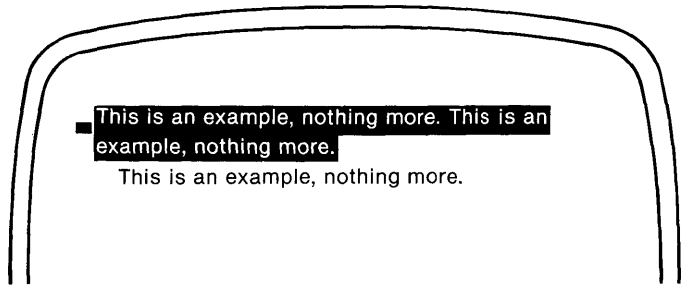 This is an example, nothing more. This is an
example, nothing more.
This is an example, nothing more.